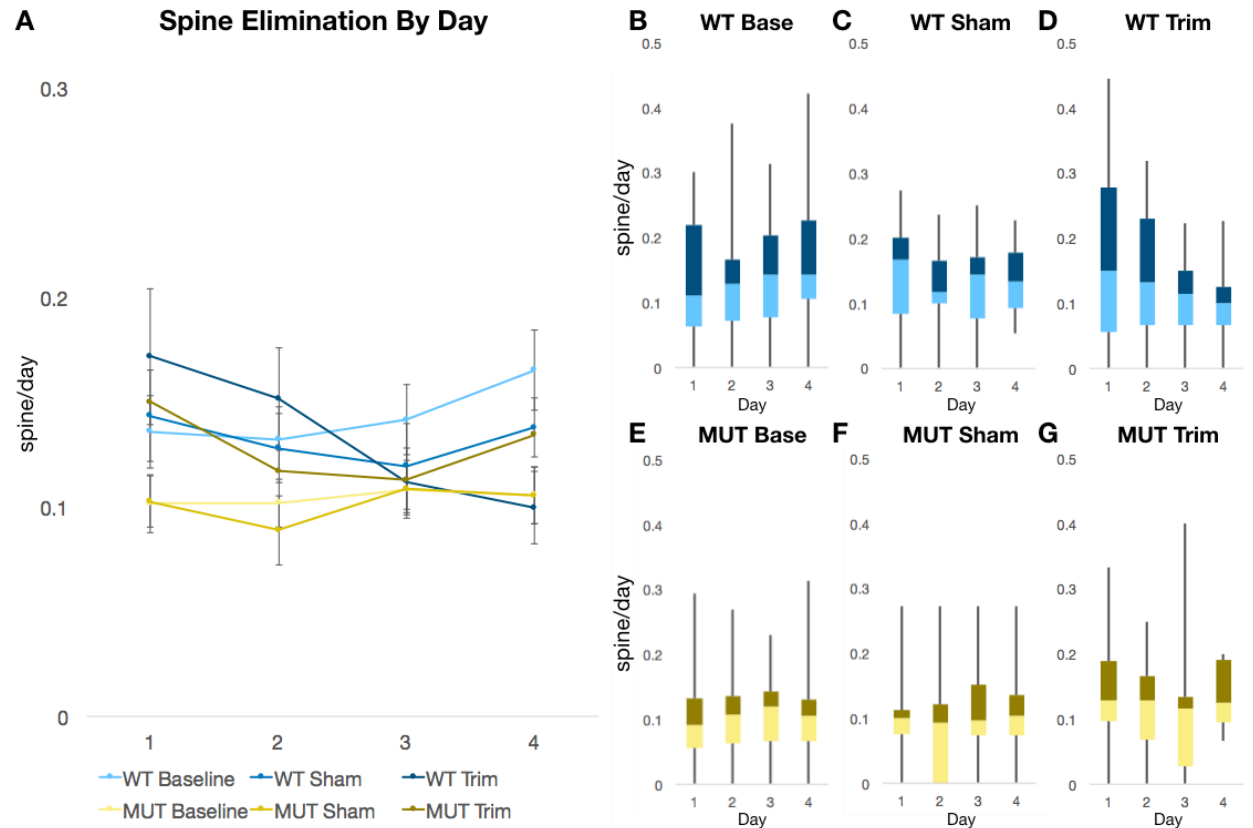 A Spine Elimination By Day
0.3
0.2
0.1
0
spine/day
1 2 3 4
WT Baseline WT Sham WT Trim
MUT Baseline MUT Sham MUT Trim
B WT Base
0.5
0.4
0.3
0.2
0.1
0
spine/day
1 2 3 4
Day
C WT Sham
0.5
0.4
0.3
0.2
0.1
0
1 2 3 4
Day
D WT Trim
0.5
0.4
0.3
0.2
0.1
0
1 2 3 4
Day
E MUT Base
0.5
0.4
0.3
0.2
0.1
0
spine/day
1 2 3 4
Day
F MUT Sham
0.5
0.4
0.3
0.2
0.1
0
1 2 3 4
Day
G MUT Trim
0.5
0.4
0.3
0.2
0.1
0
1 2 3 4
Day